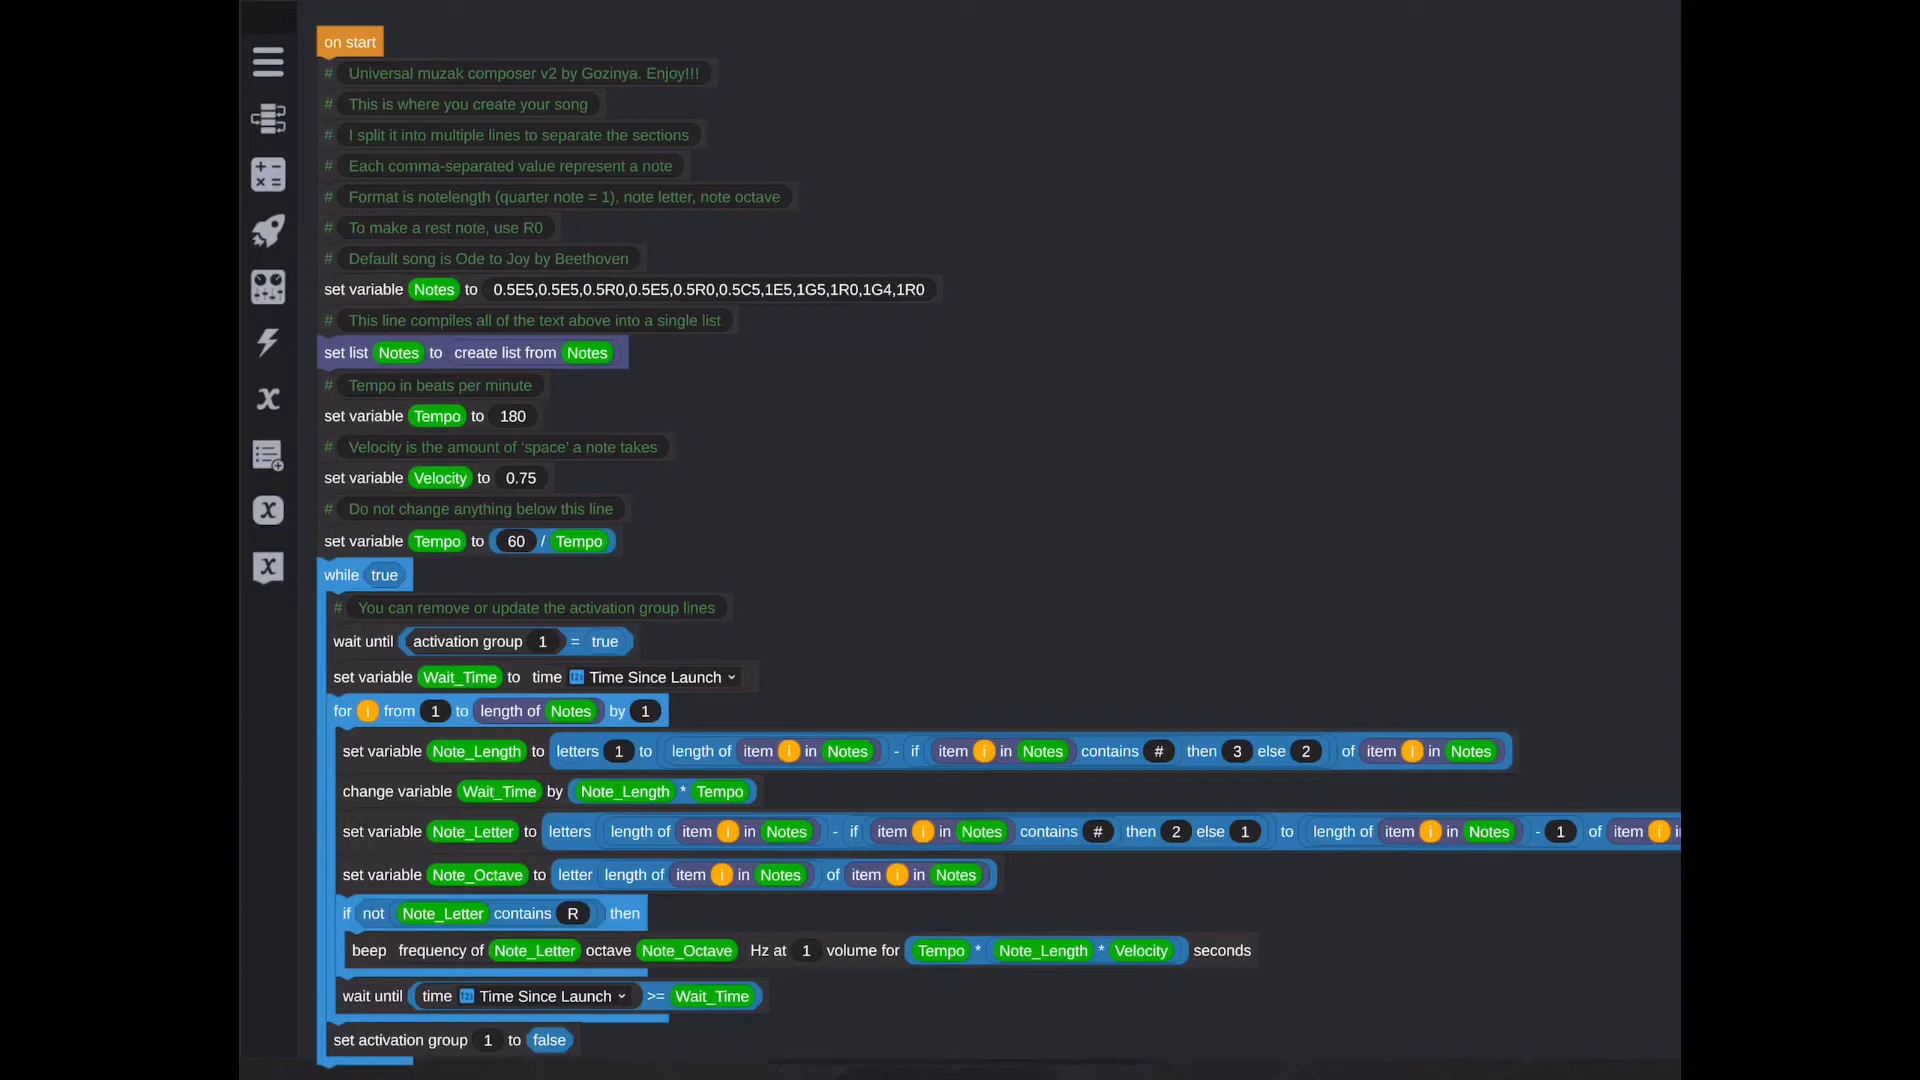 on start
# Universal muzak composer v2 by Gozinya. Enjoy!!!
# This is where you create your song
# I split it into multiple lines to separate the sections
# Each comma-separated value represent a note
# Format is notelength (quarter note = 1), note letter, note octave
# To make a rest note, use R0
# Default song is Ode to Joy by Beethoven
set variable Notes to 0.5E5,0.5E5,0.5R0,0.5E5,0.5R0,0.5C5,1E5,1G5,1R0,1G4,1R0
# This line compiles all of the text above into a single list
set list Notes to create list from Notes
# Tempo in beats per minute
set variable Tempo to 180
# Velocity is the amount of ‘space’ a note takes
set variable Velocity to 0.75
# Do not change anything below this line
set variable Tempo to 60 / Tempo
while true
# You can remove or update the activation group lines
wait until activation group 1 = true
set variable Wait_Time to time Time Since Launch
for i from 1 to length of Notes by 1
set variable Note_Length to letters 1 to length of item i in Notes - if item i in Notes contains # then 3 else 2 of item i in Notes
change variable Wait_Time by Note_Length * Tempo
set variable Note_Letter to letters length of item i in Notes - if item i in Notes contains # then 2 else 1 to length of item i in Notes - 1 of item i
set variable Note_Octave to letter length of item i in Notes of item i in Notes
if not Note_Letter contains R then
beep frequency of Note_Letter octave Note_Octave Hz at 1 volume for Tempo * Note_Length * Velocity seconds
wait until time Time Since Launch >= Wait_Time
set activation group 1 to false